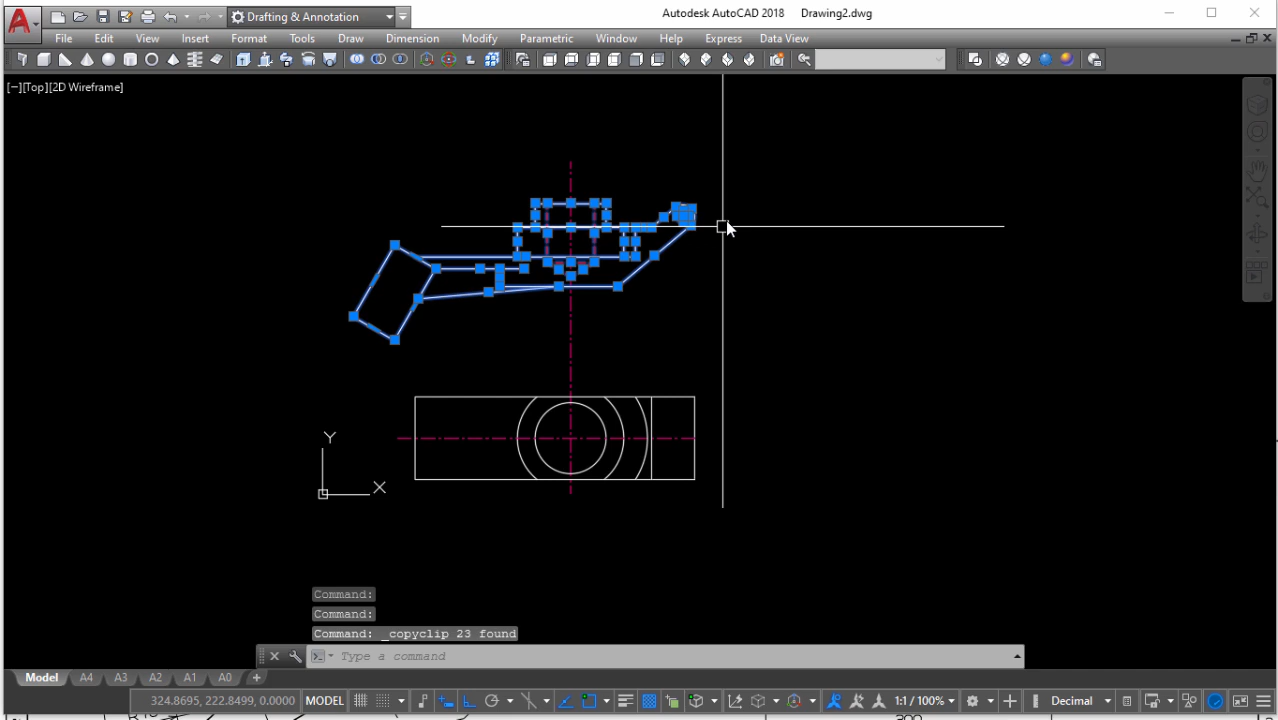 Drafting & Annotation
Autodesk AutoCAD 2018 Drawing2.dwg
File Edit View Insert Format Tools Draw Dimension Modify Parametric Window Help Express Data View
[−][Top][2D Wireframe]
Y
X
Command:
Command:
Command: _copyclip 23 found
Type a command
Model A4 A3 A2 A1 A0 +
324.8695, 222.8499, 0.0000 MODEL 1:1 / 100% Decimal